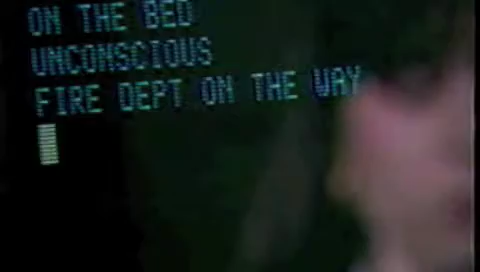 ON THE BED
UNCONSCIOUS
FIRE DEPT ON THE WAY